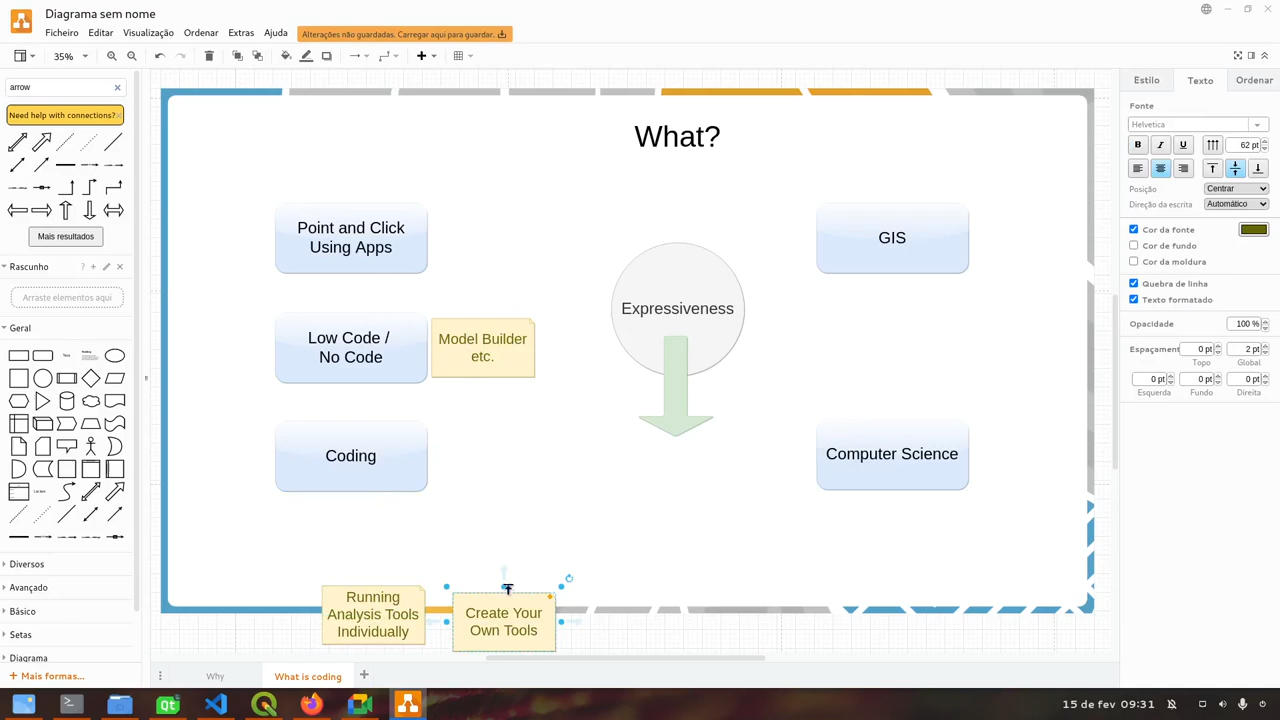 Diagrama sem nome
Ficheiro Editar Visualização Ordenar Extras Ajuda Alterações não guardadas. Carregar aqui para guardar.
35%
arrow
Need help with connections?
Mais resultados
Rascunho
Arraste elementos aqui
Geral
Diversos
Avançado
Básico
Setas
Diagrama
+ Mais formas...
What?
Point and Click
Using Apps
GIS
Expressiveness
Low Code /
No Code
Model Builder
etc.
Coding
Computer Science
Running
Analysis Tools
Individually
Create Your
Own Tools
Why
What is coding
Estilo Texto Ordenar
Fonte
Helvetica
B I U 62 pt
Posição Centrar
Direção da escrita Automático
Cor da fonte
Cor de fundo
Cor da moldura
Quebra de linha
Texto formatado
Opacidade 100 %
Espaçament 0 pt 2 pt
Topo Global
0 pt 0 pt 0 pt
Esquerda Fundo Direita
15 de fev 09:31